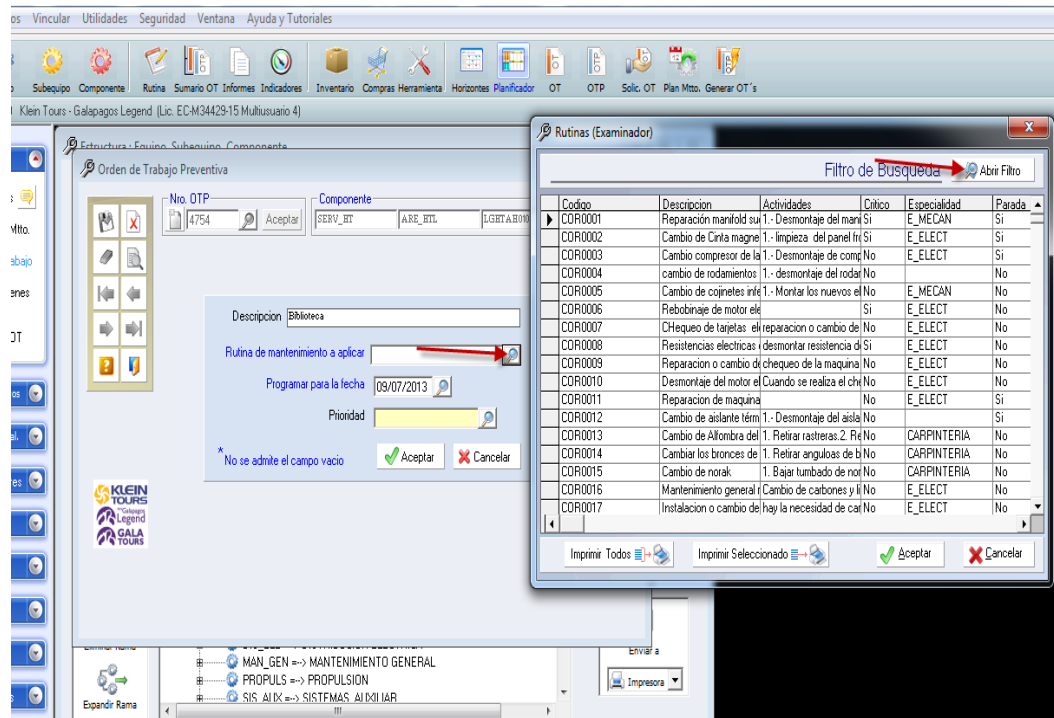 os Vincular Utilidades Seguridad Ventana Ayuda y Tutoriales
Subequipo Componente Rutina Sumario OT Informes Indicadores Inventario Compras Herramienta Horizontes Planificador OT OTP Solic. OT Plan Mtto. Generar OT´s
Klein Tours - Galapagos Legend (Lic. EC-M34429-15 Multiusuario 4)
Estructura : Equipo, Subequipo, Componente
Orden de Trabajo Preventiva
Nro. OTP
4754
Aceptar
Componente
SERV_HT ARE_HTL LGHTAH010
Descripcion Biblioteca
Rutina de mantenimiento a aplicar
Programar para la fecha 09/07/2013
Prioridad
*No se admite el campo vacio
Aceptar Cancelar
KLEIN
TOURS
Galapagos
Legend
GALA
TOURS
Mtto.
abajo
enes
OT
os
al.
res
s
Expandir Rama
MAN_GEN =--> MANTENIMIENTO GENERAL
PROPULS =--> PROPULSION
SIS_AUX =--> SISTEMAS AUXILIAR
Enviar a
Impresora
Rutinas (Examinador)
Filtro de Busqueda Abrir Filtro
Codigo Descripcion Actividades Critico Especialidad Parada
COR0001 Reparación manifold su 1.- Desmontaje del mani Si E_MECAN Si
COR0002 Cambio de Cinta magne 1.- limpieza del panel fro Si E_ELECT Si
COR0003 Cambio compresor de la 1.- Desmontaje de comp No E_ELECT Si
COR0004 cambio de rodamientos 1.- desmontaje del rodar No No
COR0005 Cambio de cojinetes infe 1.- Montar los nuevos el No E_MECAN No
COR0006 Rebobinaje de motor ele Si E_ELECT No
COR0007 CHequeo de tarjetas el reparacion o cambio de No E_ELECT No
COR0008 Resistencias electricas desmontar resistencia d Si E_ELECT No
COR0009 Reparacion o cambio d chequeo de la maquina No E_ELECT No
COR0010 Desmontaje del motor el Cuando se realiza el che No E_ELECT No
COR0011 Reparacion de maquina No E_ELECT Si
COR0012 Cambio de aislante térm 1.- Desmontaje del aisla No Si
COR0013 Cambio de Alfombra del 1. Retirar rastreras.2. Re No CARPINTERIA No
COR0014 Cambiar los bronces de 1. Retirar anguloas de b No CARPINTERIA No
COR0015 Cambio de norak 1. Bajar tumbado de nor No CARPINTERIA No
COR0016 Mantenimiento general r Cambio de carbones y li No E_ELECT No
COR0017 Instalacion o cambio de hay la necesidad de car No E_ELECT No
Imprimir Todos Imprimir Seleccionado Aceptar Cancelar